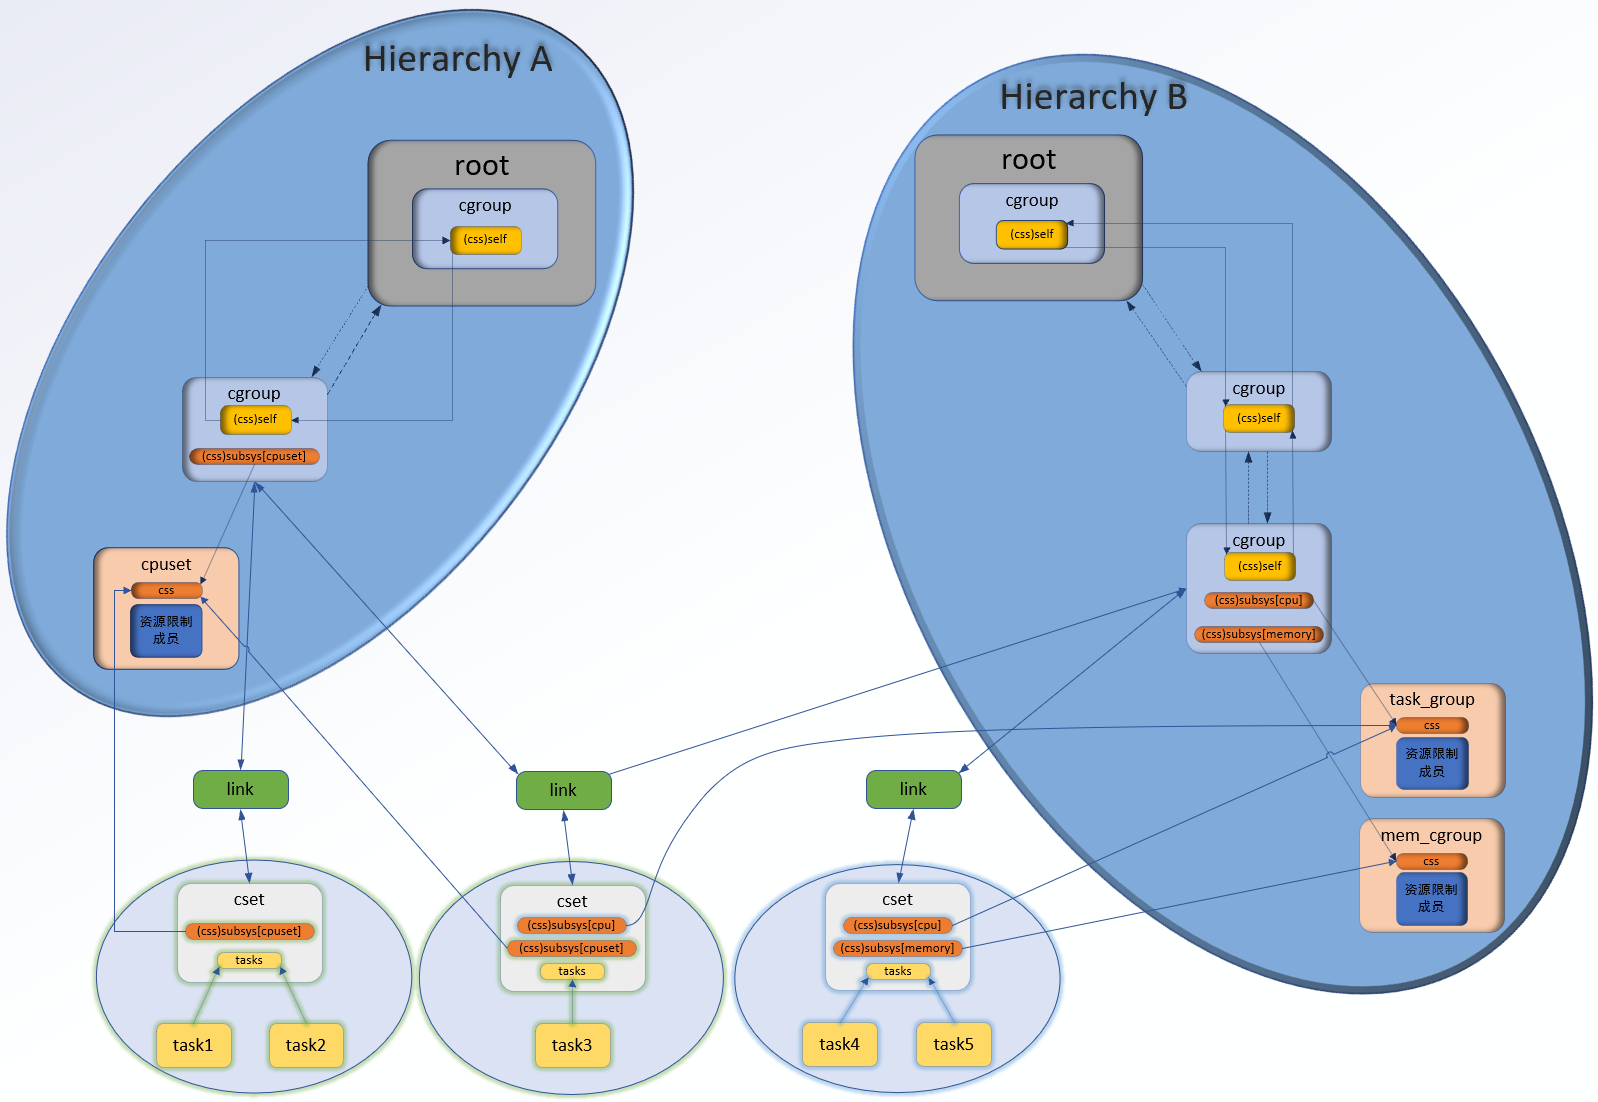 Hierarchy A
root
cgroup
(css)self
cgroup
(css)self
(css)subsys[cpuset]
cpuset
css
资源限制
成员
Hierarchy B
root
cgroup
(css)self
cgroup
(css)self
cgroup
(css)self
(css)subsys[cpu]
(css)subsys[memory]
task_group
css
资源限制
成员
mem_cgroup
css
资源限制
成员
link
link
link
cset
(css)subsys[cpuset]
tasks
task1
task2
cset
(css)subsys[cpu]
(css)subsys[cpuset]
tasks
task3
cset
(css)subsys[cpu]
(css)subsys[memory]
tasks
task4
task5